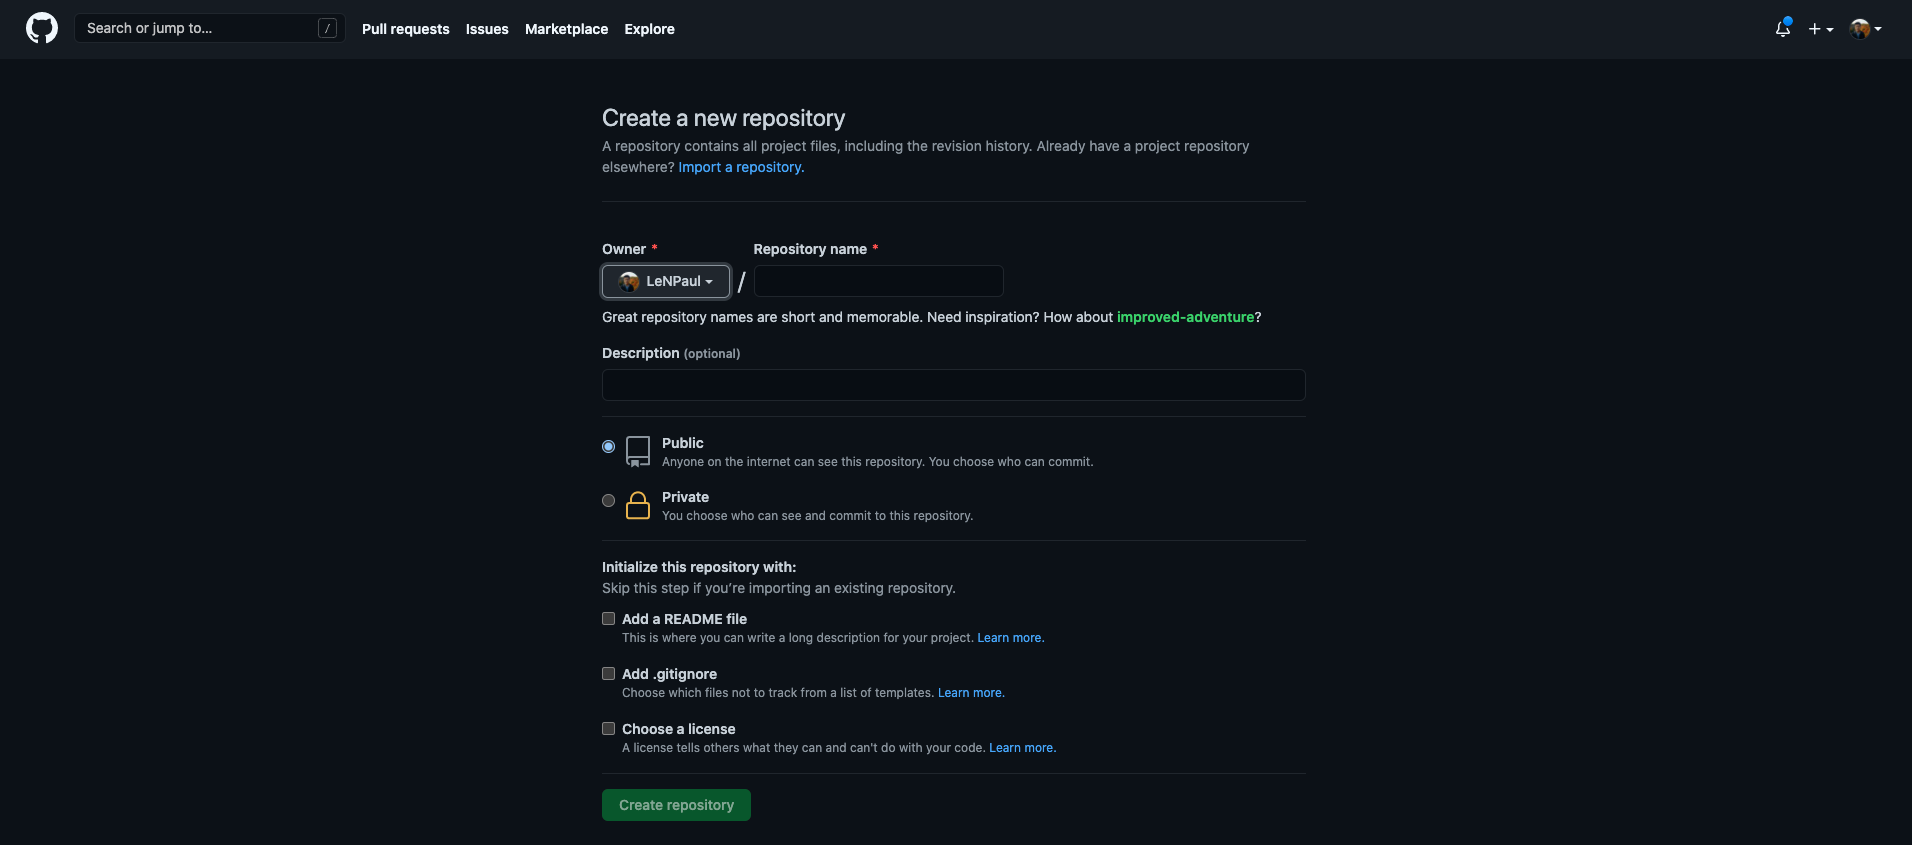 Search or jump to... /
Pull requests Issues Marketplace Explore
Create a new repository
A repository contains all project files, including the revision history. Already have a project repository
elsewhere? Import a repository.
Owner * Repository name *
LeNPaul /
Great repository names are short and memorable. Need inspiration? How about improved-adventure?
Description (optional)
Public
Anyone on the internet can see this repository. You choose who can commit.
Private
You choose who can see and commit to this repository.
Initialize this repository with:
Skip this step if you’re importing an existing repository.
Add a README file
This is where you can write a long description for your project. Learn more.
Add .gitignore
Choose which files not to track from a list of templates. Learn more.
Choose a license
A license tells others what they can and can't do with your code. Learn more.
Create repository